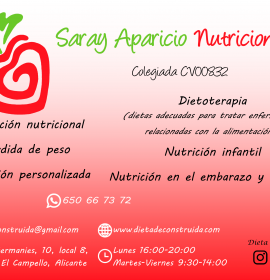 Saray Aparicio Nutricion
Colegiada CV00832
Dietoterapia
(dietas adecuadas para tratar enfer
relacionadas con la alimentació
ción nutricional
dida de peso
Nutrición infantil
ón personalizada
Nutrición en el embarazo y
650 66 73 72
onstruida@gmail.com
www.dietadeconstruida.com
ermanies, 10, local 8,
El Campello, Alicante
Lunes 16:00-20:00
Martes-Viernes 9:30-14:00
Dieta